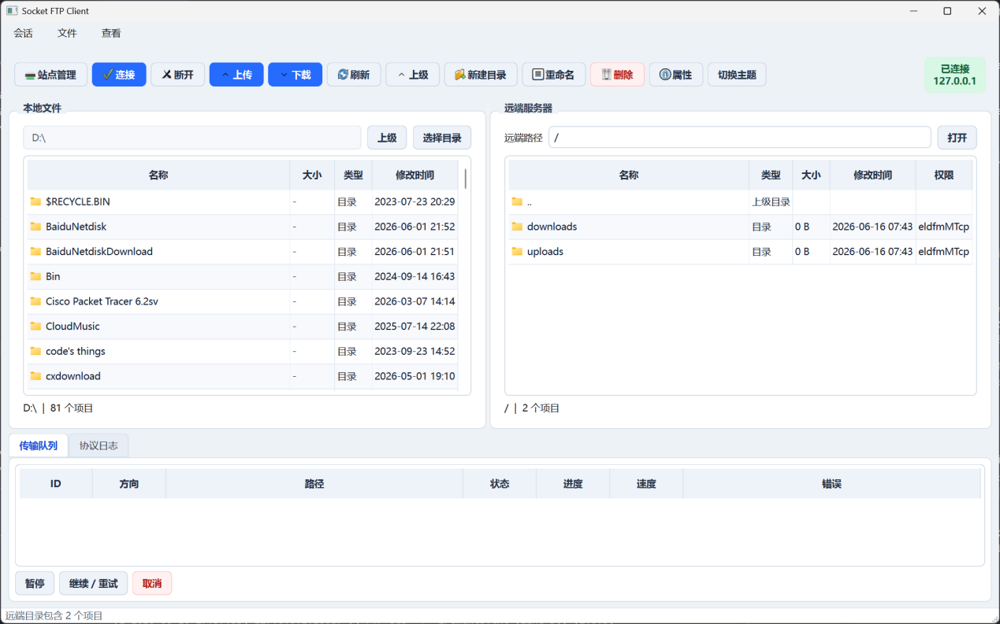 Socket FTP Client
会话 文件 查看
站点管理 连接 断开 上传 下载 刷新 上级 新建目录 重命名 删除 属性 切换主题
已连接
127.0.0.1
本地文件
D:\ 上级 选择目录
名称 大小 类型 修改时间
$RECYCLE.BIN - 目录 2023-07-23 20:29
BaiduNetdisk - 目录 2026-06-01 21:52
BaiduNetdiskDownload - 目录 2026-06-01 21:51
Bin - 目录 2024-09-14 16:43
Cisco Packet Tracer 6.2sv - 目录 2026-03-07 14:14
CloudMusic - 目录 2025-07-14 22:08
code's things - 目录 2023-09-23 14:52
cxdownload - 目录 2026-05-01 19:10
D:\ | 81 个项目
远端服务器
远端路径 / 打开
名称 类型 大小 修改时间 权限
.. 上级目录
downloads 目录 0 B 2026-06-16 07:43 eldfmMTcp
uploads 目录 0 B 2026-06-16 07:43 eldfmMTcp
/ | 2 个项目
传输队列 协议日志
ID 方向 路径 状态 进度 速度 错误
暂停 继续 / 重试 取消
远端目录包含 2 个项目